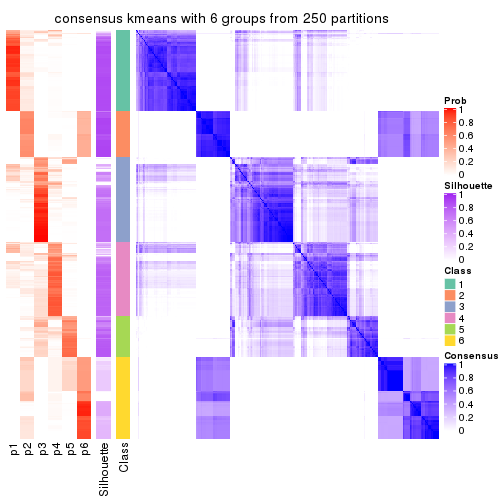 consensus kmeans with 6 groups from 250 partitions
Prob
1
0.8
0.6
0.4
0.2
0
Silhouette
1
0.8
0.6
0.4
0.2
0
Class
1
2
3
4
5
6
Consensus
1
0.8
0.6
0.4
0.2
0
p1
p2
p3
p4
p5
p6
Silhouette
Class